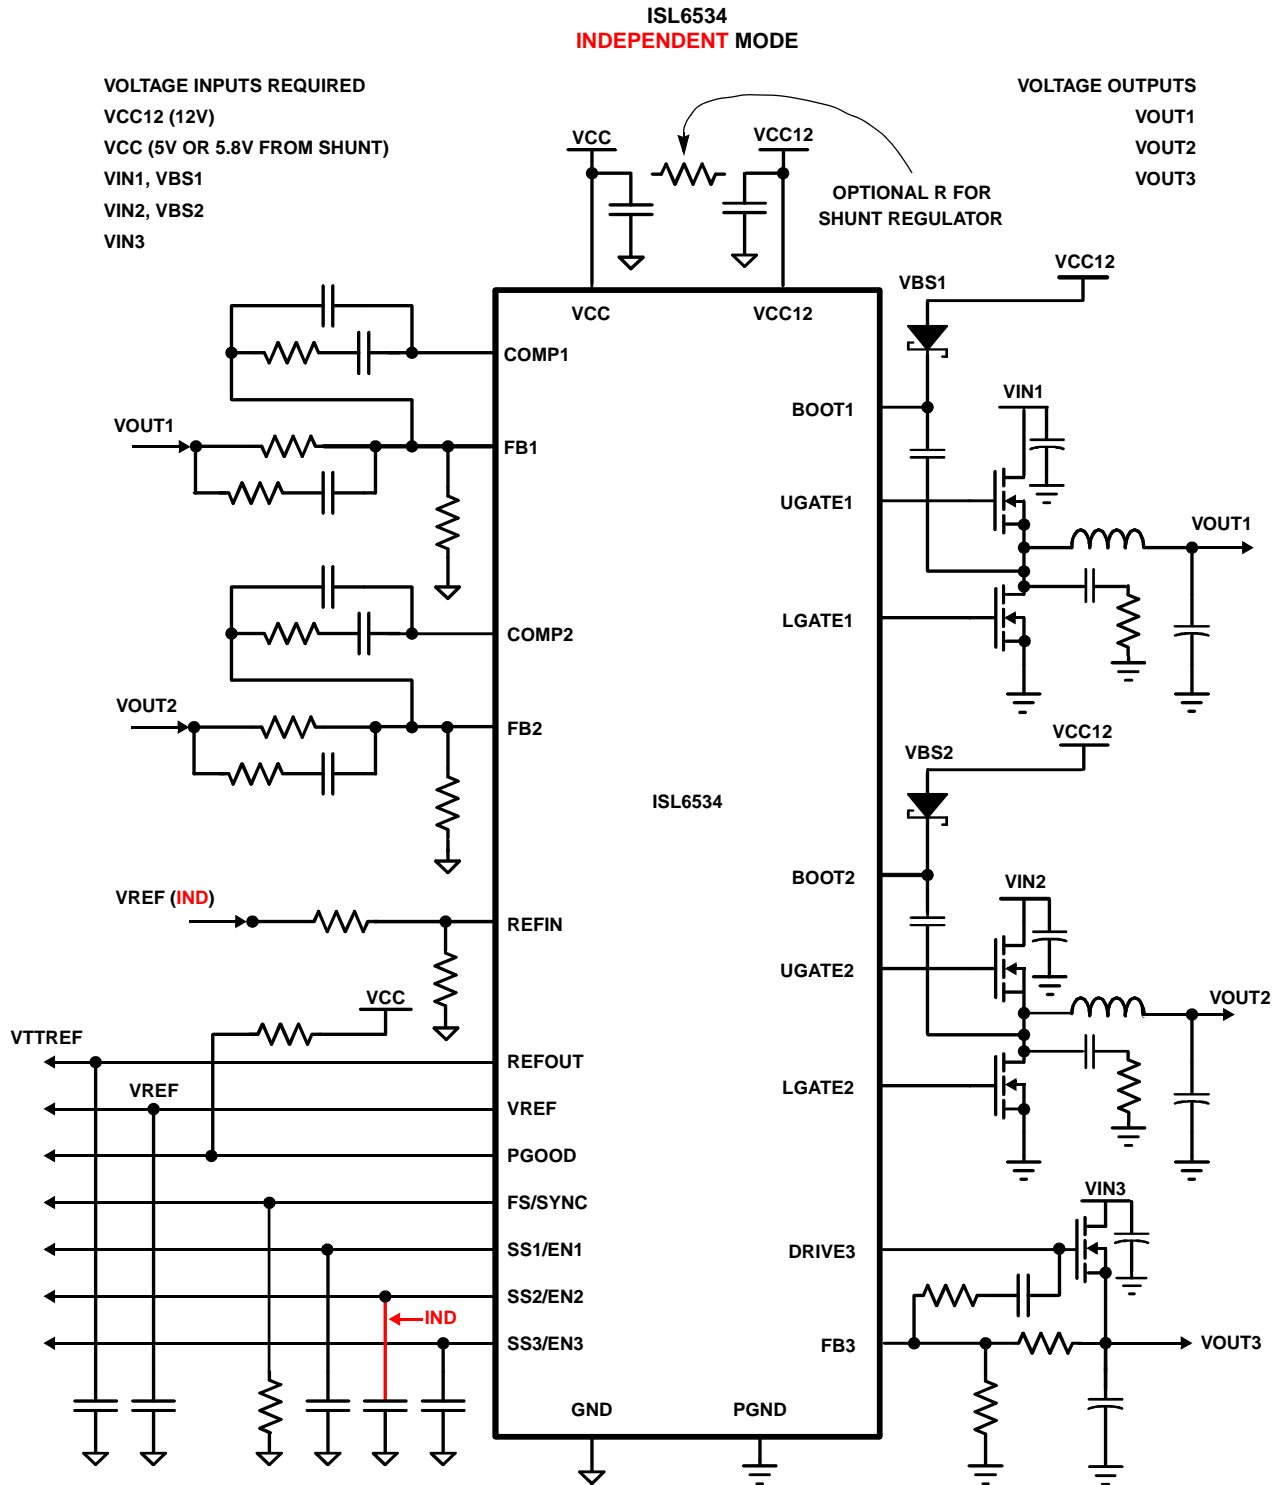 ISL6534
INDEPENDENT MODE
VOLTAGE INPUTS REQUIRED
VCC12 (12V)
VCC (5V OR 5.8V FROM SHUNT)
VIN1, VBS1
VIN2, VBS2
VIN3
VOLTAGE OUTPUTS
VOUT1
VOUT2
VOUT3
VCC
VCC12
OPTIONAL R FOR
SHUNT REGULATOR
VCC
VCC12
VBS1
VCC12
COMP1
BOOT1
VIN1
VOUT1
FB1
UGATE1
VOUT1
COMP2
LGATE1
VOUT2
FB2
VBS2
VCC12
ISL6534
BOOT2
VIN2
VREF (IND)
REFIN
UGATE2
VCC
VOUT2
VTTREF
REFOUT
LGATE2
VREF
VREF
PGOOD
FS/SYNC
VIN3
SS1/EN1
DRIVE3
SS2/EN2
IND
SS3/EN3
FB3
VOUT3
GND
PGND